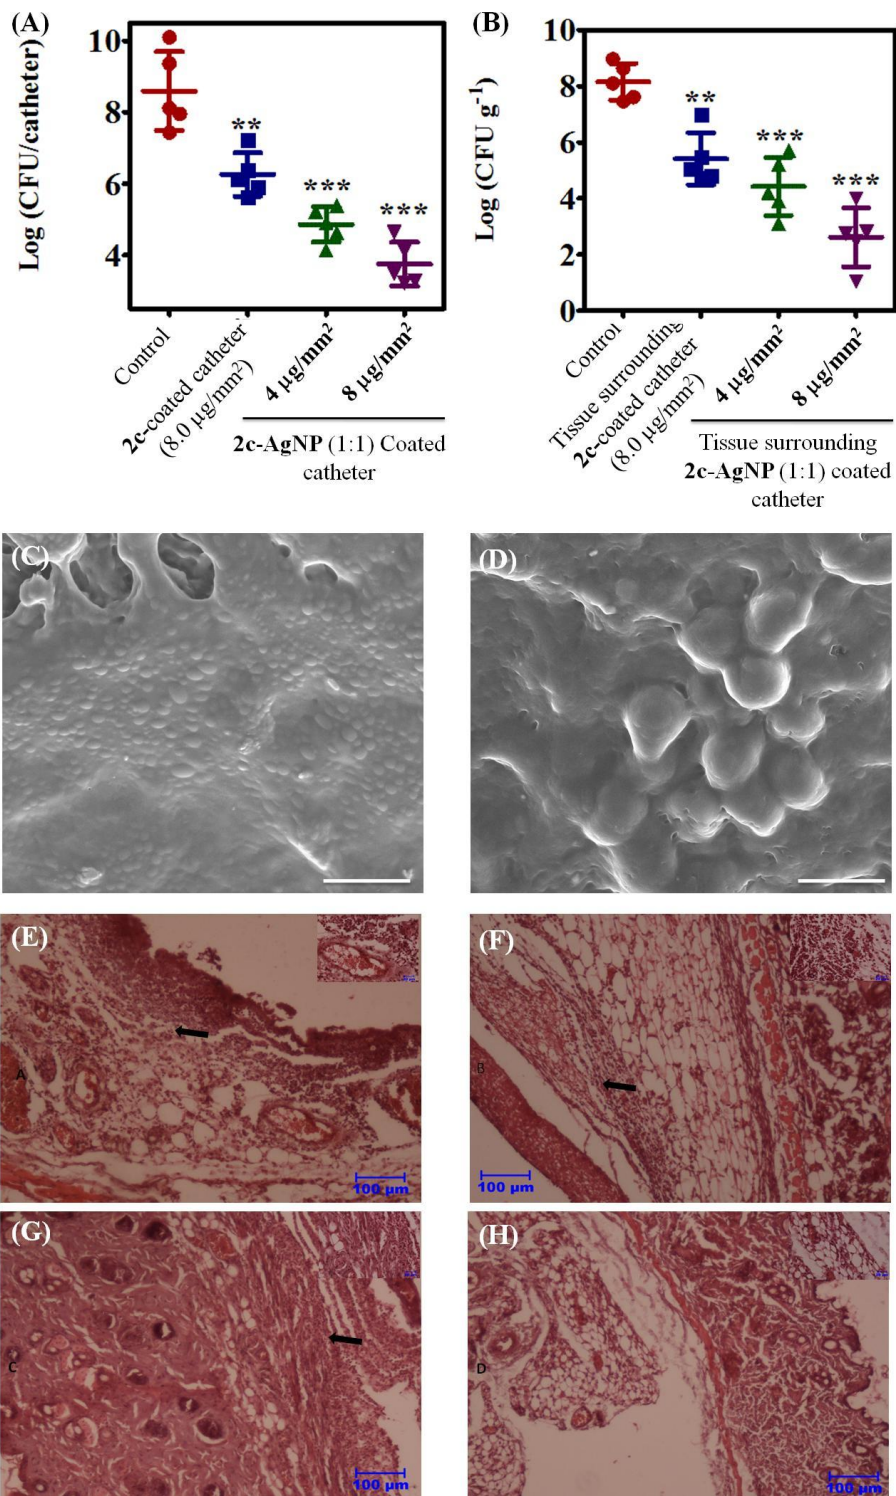 (A)
Log (CFU/catheter)
10
8
6
4
**
***
***
Control
2c-coated catheter
(8.0 µg/mm²)
4 µg/mm²
8 µg/mm²
2c-AgNP (1:1) Coated
catheter
(B)
Log (CFU g⁻¹)
10
8
6
4
2
0
**
***
***
Control
Tissue surrounding
2c-coated catheter
(8.0 µg/mm²)
4 µg/mm²
8 µg/mm²
Tissue surrounding
2c-AgNP (1:1) coated
catheter
(C)
(D)
(E)
A
100 µm
(F)
B
100 µm
(G)
C
100 µm
(H)
D
100 µm